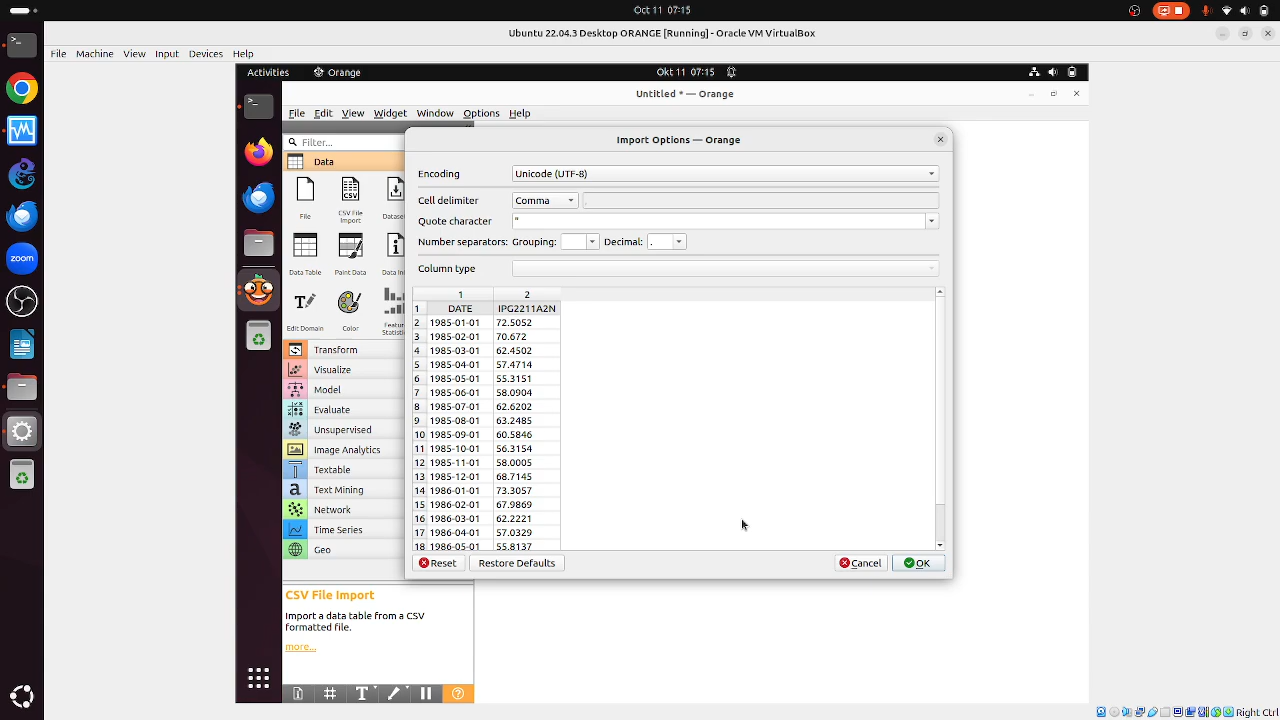 Oct 11 07:15
Ubuntu 22.04.3 Desktop ORANGE [Running] - Oracle VM VirtualBox
File Machine View Input Devices Help
Activities Orange Okt 11 07:15
Untitled * — Orange
File Edit View Widget Window Options Help
Filter...
Data
File
CSV File Import
Datase
Data Table
Paint Data
Data In
Edit Domain
Color
Featur
Statisti
Transform
Visualize
Model
Evaluate
Unsupervised
Image Analytics
Textable
Text Mining
Network
Time Series
Geo
CSV File Import
Import a data table from a CSV
formatted file.
more...
Import Options — Orange
Encoding Unicode (UTF-8)
Cell delimiter Comma ,
Quote character "
Number separators: Grouping: Decimal: .
Column type
1 2
1 DATE IPG2211A2N
2 1985-01-01 72.5052
3 1985-02-01 70.672
4 1985-03-01 62.4502
5 1985-04-01 57.4714
6 1985-05-01 55.3151
7 1985-06-01 58.0904
8 1985-07-01 62.6202
9 1985-08-01 63.2485
10 1985-09-01 60.5846
11 1985-10-01 56.3154
12 1985-11-01 58.0005
13 1985-12-01 68.7145
14 1986-01-01 73.3057
15 1986-02-01 67.9869
16 1986-03-01 62.2221
17 1986-04-01 57.0329
18 1986-05-01 55.8137
Reset Restore Defaults Cancel OK
zoom
Right Ctrl